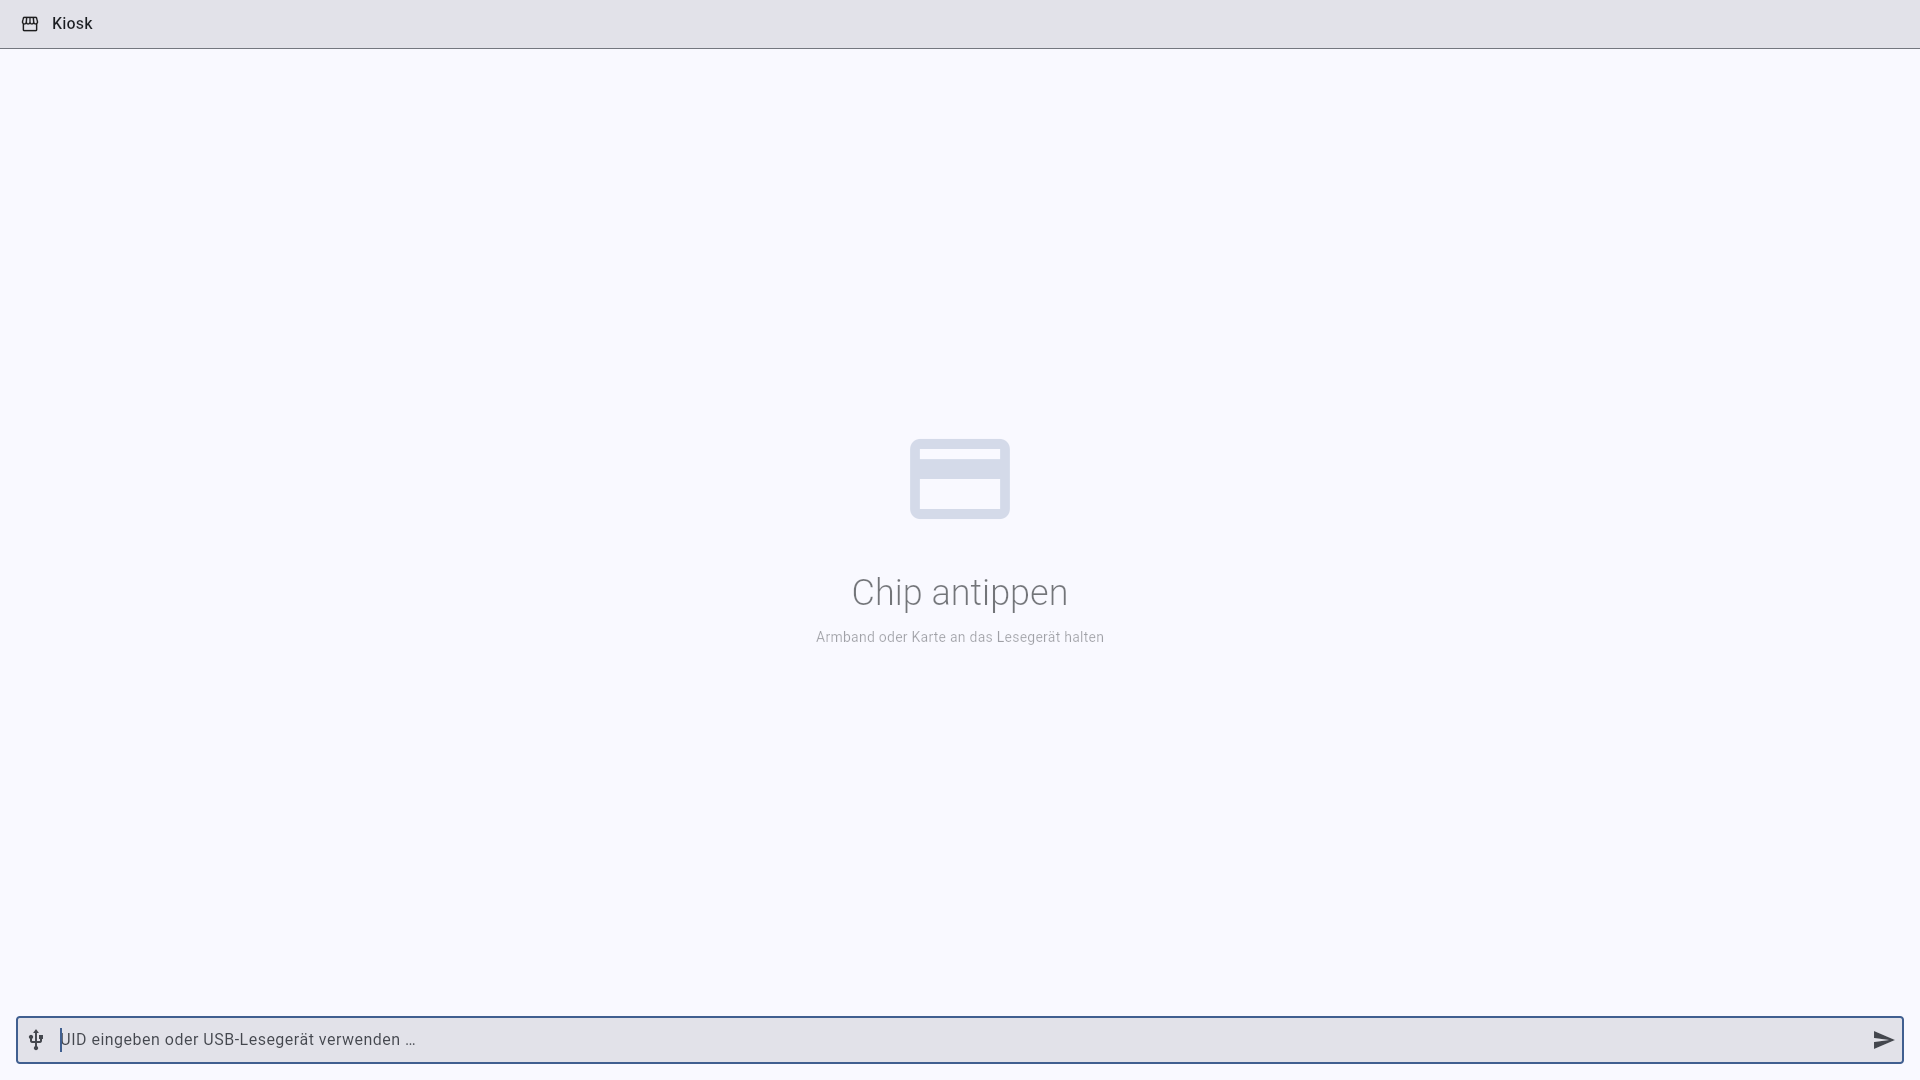 Kiosk
Chip antippen
Armband oder Karte an das Lesegerät halten
UID eingeben oder USB-Lesegerät verwenden …